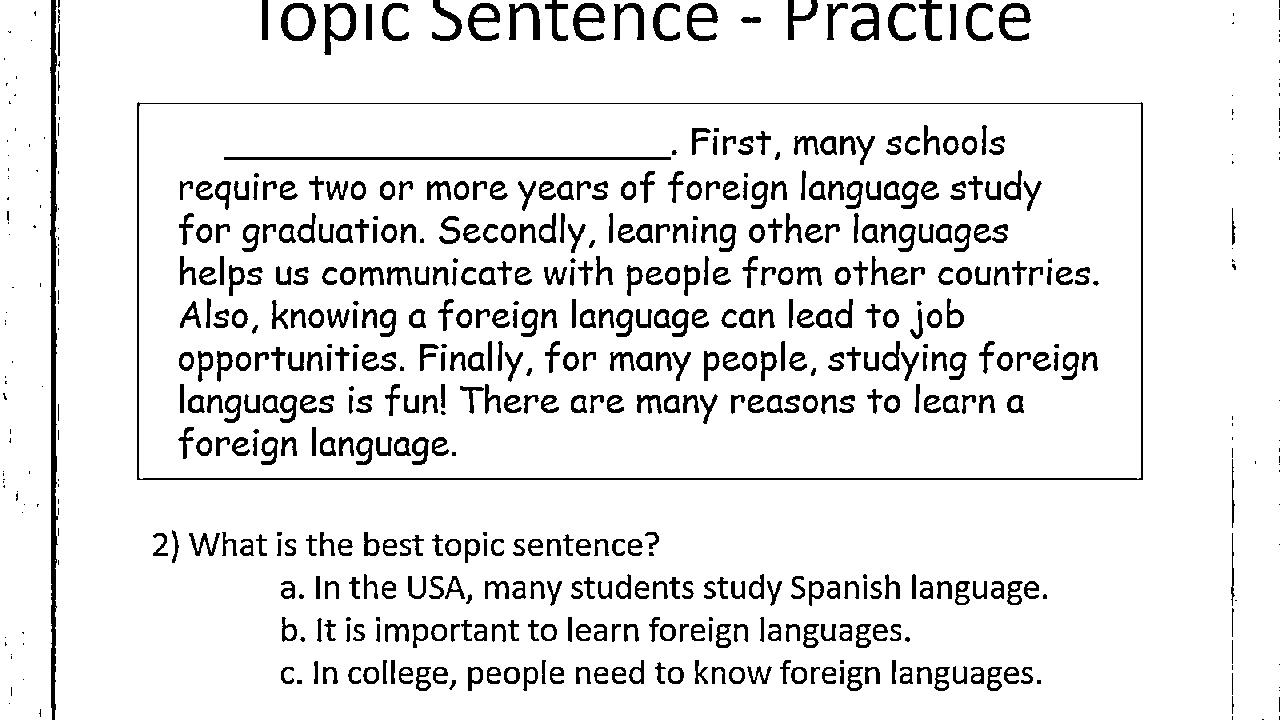 Topic Sentence - Practice
____________________. First, many schools
require two or more years of foreign language study
for graduation. Secondly, learning other languages
helps us communicate with people from other countries.
Also, knowing a foreign language can lead to job
opportunities. Finally, for many people, studying foreign
languages is fun! There are many reasons to learn a
foreign language.
2) What is the best topic sentence?
a. In the USA, many students study Spanish language.
b. It is important to learn foreign languages.
c. In college, people need to know foreign languages.